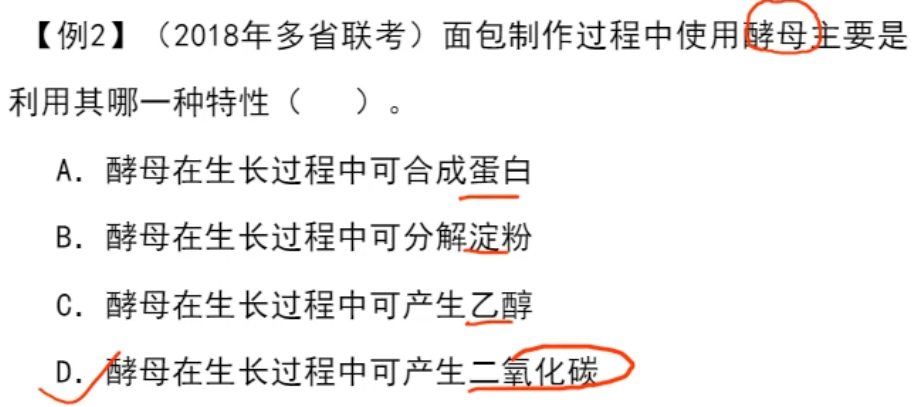 【例2】（2018年多省联考）面包制作过程中使用酵母主要是
利用其哪一种特性（　　）。
A. 酵母在生长过程中可合成蛋白
B. 酵母在生长过程中可分解淀粉
C. 酵母在生长过程中可产生乙醇
D. 酵母在生长过程中可产生二氧化碳